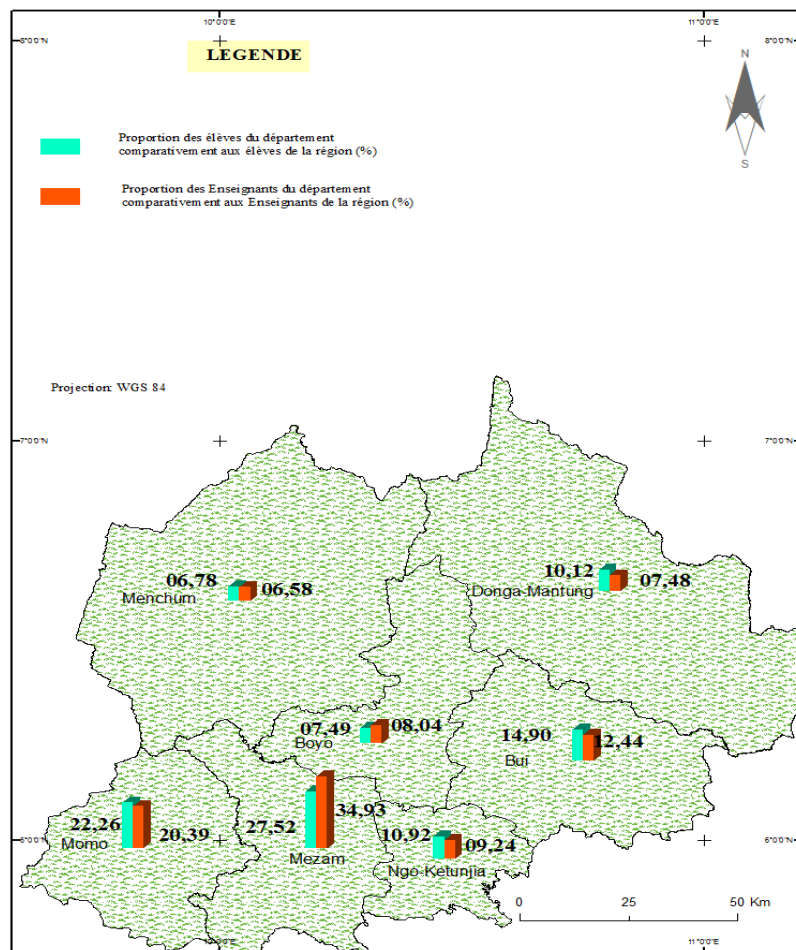 10°0'0"E 11°0'0"E
8°0'0"N 8°0'0"N
LEGENDE
N
S
Proportion des élèves du département
comparativement aux élèves de la région (%)
Proportion des Enseignants du département
comparativement aux Enseignants de la région (%)
Projection: WGS 84
7°0'0"N 7°0'0"N
06,78 06,58
Menchum
10,12 07,48
Donga-Mantung
07,49 08,04
Boyo
14,90 12,44
Bui
22,26 20,39
Momo
27,52 34,93
Mezam
10,92 09,24
Ngo-Ketunjia
6°0'0"N 6°0'0"N
0 25 50 Km
10°0'0"E 11°0'0"E